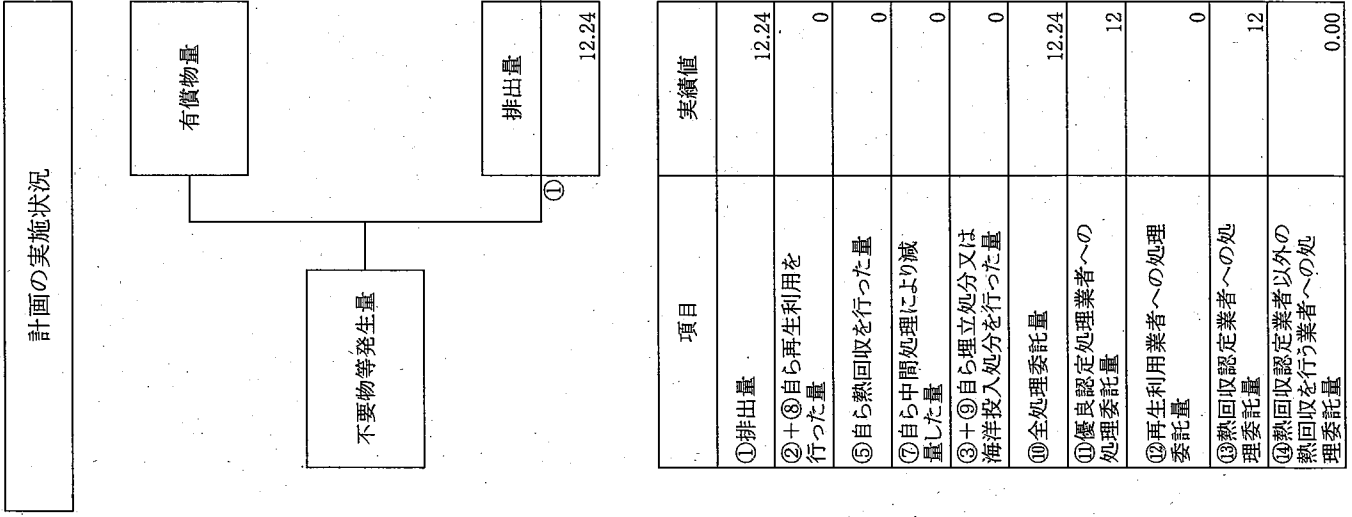 計画の実施状況
有償物量
不要物等発生量
①
排出量
12.24
項目
実績値
①排出量
12.24
②+⑧自ら再生利用を
行った量
0
⑤自ら熱回収を行った量
0
⑦自ら中間処理により減
量した量
0
③+⑨自ら埋立処分又は
海洋投入処分を行った量
0
⑩全処理委託量
12.24
⑪優良認定処理業者への
処理委託量
12
⑫再生利用業者への処理
委託量
0
⑬熱回収認定業者への処
理委託量
12
⑭熱回収認定業者以外の
熱回収を行う業者への処
理委託量
0.00